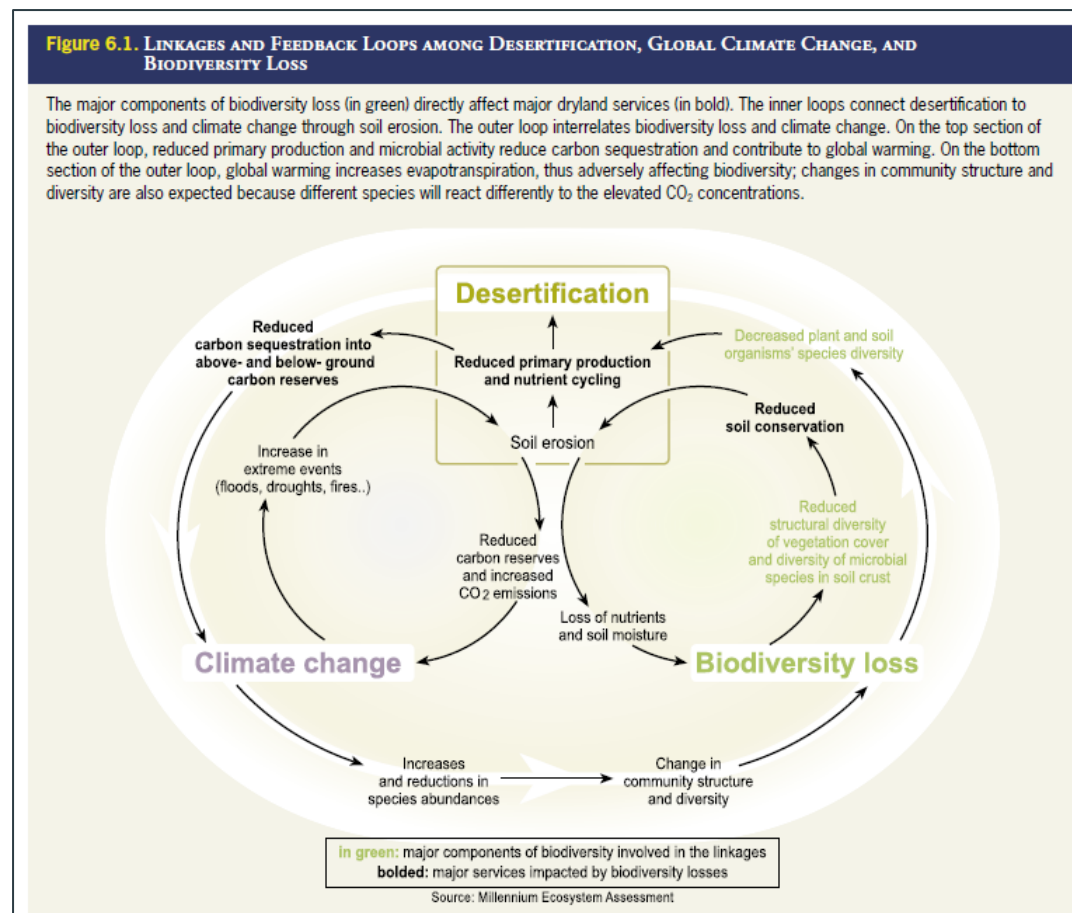 Figure 6.1. Linkages and Feedback Loops among Desertification, Global Climate Change, and
Biodiversity Loss
The major components of biodiversity loss (in green) directly affect major dryland services (in bold). The inner loops connect desertification to
biodiversity loss and climate change through soil erosion. The outer loop interrelates biodiversity loss and climate change. On the top section of
the outer loop, reduced primary production and microbial activity reduce carbon sequestration and contribute to global warming. On the bottom
section of the outer loop, global warming increases evapotranspiration, thus adversely affecting biodiversity; changes in community structure and
diversity are also expected because different species will react differently to the elevated CO₂ concentrations.
Desertification
Reduced
carbon sequestration into
above- and below- ground
carbon reserves
Reduced primary production
and nutrient cycling
Decreased plant and soil
organisms' species diversity
Reduced
soil conservation
Soil erosion
Increase in
extreme events
(floods, droughts, fires..)
Reduced
structural diversity
of vegetation cover
and diversity of microbial
species in soil crust
Reduced
carbon reserves
and increased
CO₂ emissions
Loss of nutrients
and soil moisture
Climate change
Biodiversity loss
Increases
and reductions in
species abundances
Change in
community structure
and diversity
in green: major components of biodiversity involved in the linkages
bolded: major services impacted by biodiversity losses
Source: Millennium Ecosystem Assessment